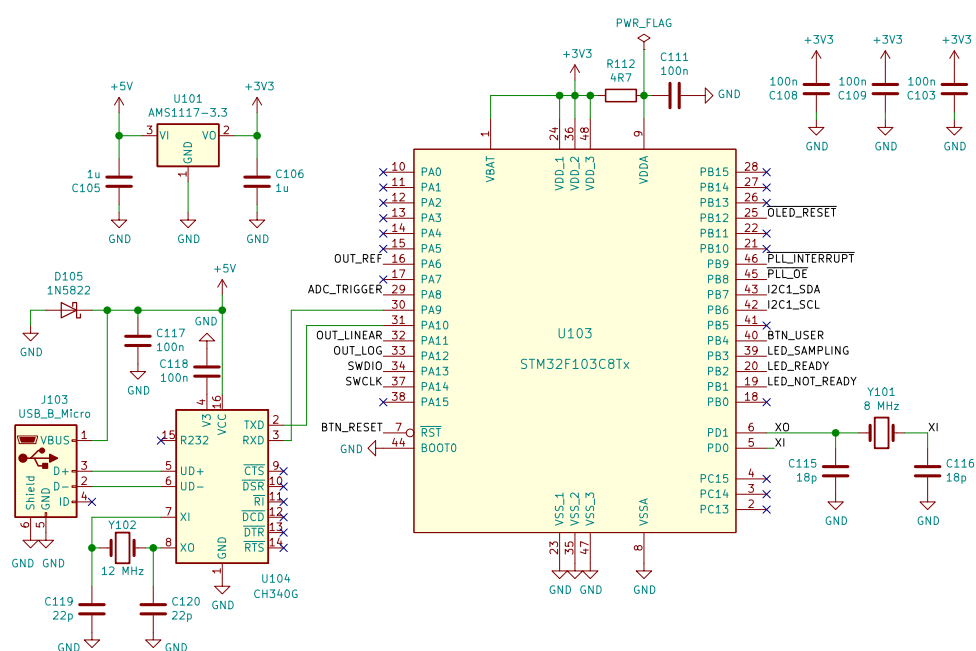 PWR_FLAG
+3V3
R112
4R7
C111
100n
GND
+3V3
100n
C108
GND
+3V3
100n
C109
GND
+3V3
100n
C103
GND
+5V
U101
AMS1117-3.3
+3V3
3 VI
VO 2
GND
1
1u
C105
C106
1u
GND
GND
GND
1
24
36
48
9
VBAT
VDD_1
VDD_2
VDD_3
VDDA
10 PA0
11 PA1
12 PA2
13 PA3
14 PA4
15 PA5
OUT_REF 16 PA6
17 PA7
ADC_TRIGGER 29 PA8
30 PA9
31 PA10
OUT_LINEAR 32 PA11
OUT_LOG 33 PA12
SWDIO 34 PA13
SWCLK 37 PA14
38 PA15
BTN_RESET 7 RST
GND 44 BOOT0
U103
STM32F103C8Tx
PB15 28
PB14 27
PB13 26
PB12 25 OLED_RESET
PB11 22
PB10 21
PB9 46 PLL_INTERRUPT
PB8 45 PLL_OE
PB7 43 I2C1_SDA
PB6 42 I2C1_SCL
PB5 41
PB4 40 BTN_USER
PB3 39 LED_SAMPLING
PB2 20 LED_READY
PB1 19 LED_NOT_READY
PB0 18
PD1 6 XO
PD0 5 XI
PC15 4
PC14 3
PC13 2
VSS_1
VSS_2
VSS_3
VSSA
23
35
47
8
GND
GND
GND
Y101
8 MHz
XI
C115
18p
GND
C116
18p
GND
D105
1N5822
GND
+5V
GND
C117
100n
GND
C118
100n
4
16
V3
VCC
J103
USB_B_Micro
VBUS 1
D+ 3
D- 2
ID 4
Shield
GND
6
5
GND
GND
15 R232
5 UD+
6 UD-
7 XI
8 XO
TXD 2
RXD 3
CTS 9
DSR 10
RI 11
DCD 12
DTR 13
RTS 14
GND
1
GND
U104
CH340G
Y102
12 MHz
C119
22p
GND
C120
22p
GND